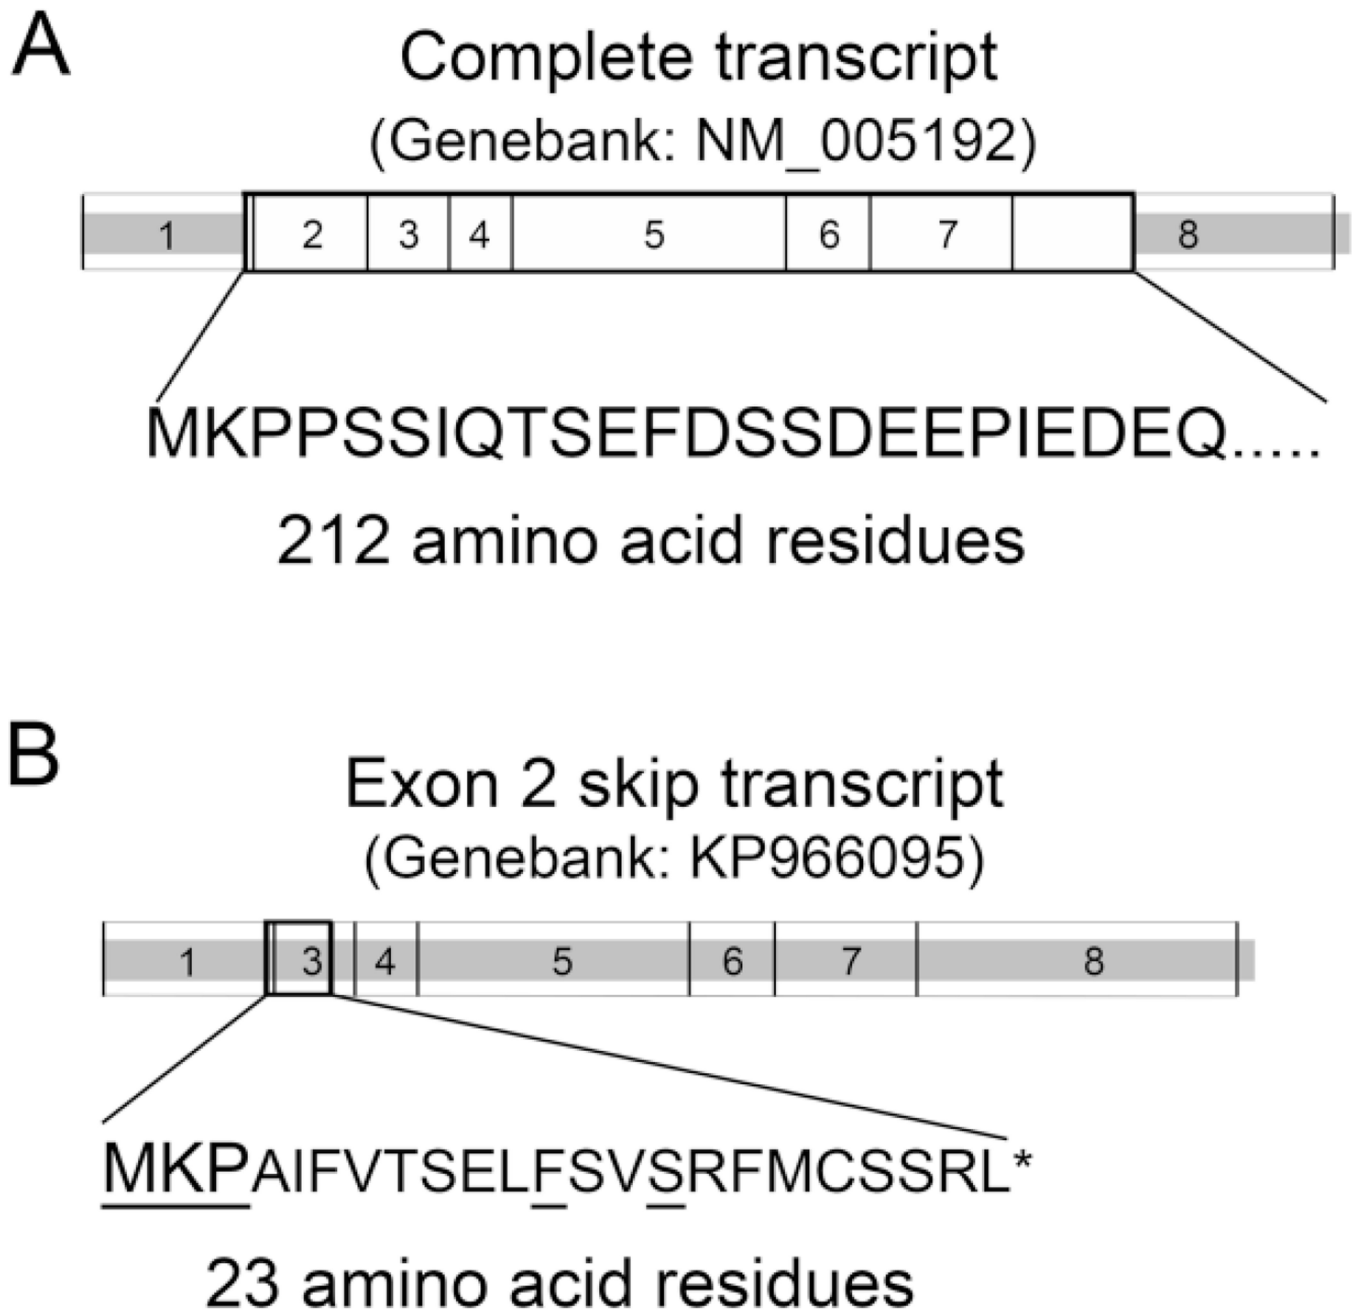 A
Complete transcript
(Genebank: NM_005192)
1 2 3 4 5 6 7 8
MKPPSSIQTSEFDSSDEEPIEDEQ.....
212 amino acid residues
B
Exon 2 skip transcript
(Genebank: KP966095)
1 3 4 5 6 7 8
MKPAIFVTSELFSVSRFMCSSRL*
23 amino acid residues